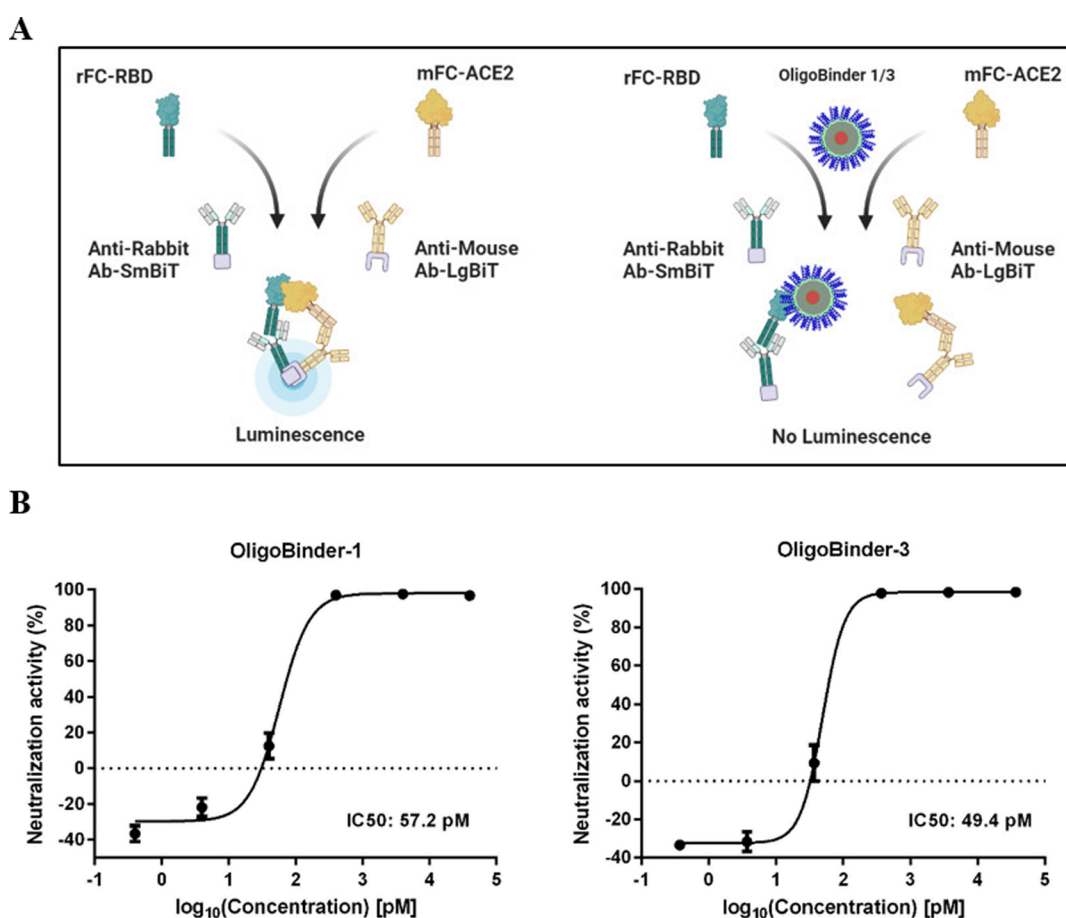 A
rFC-RBD
mFC-ACE2
Anti-Rabbit
Ab-SmBiT
Anti-Mouse
Ab-LgBiT
Luminescence
rFC-RBD
OligoBinder 1/3
mFC-ACE2
Anti-Rabbit
Ab-SmBiT
Anti-Mouse
Ab-LgBiT
No Luminescence
B
OligoBinder-1
Neutralization activity (%)
100
80
60
40
20
0
-20
-40
IC50: 57.2 pM
-1 0 1 2 3 4 5
log10(Concentration) [pM]
OligoBinder-3
Neutralization activity (%)
100
80
60
40
20
0
-20
-40
IC50: 49.4 pM
-1 0 1 2 3 4 5
log10(Concentration) [pM]